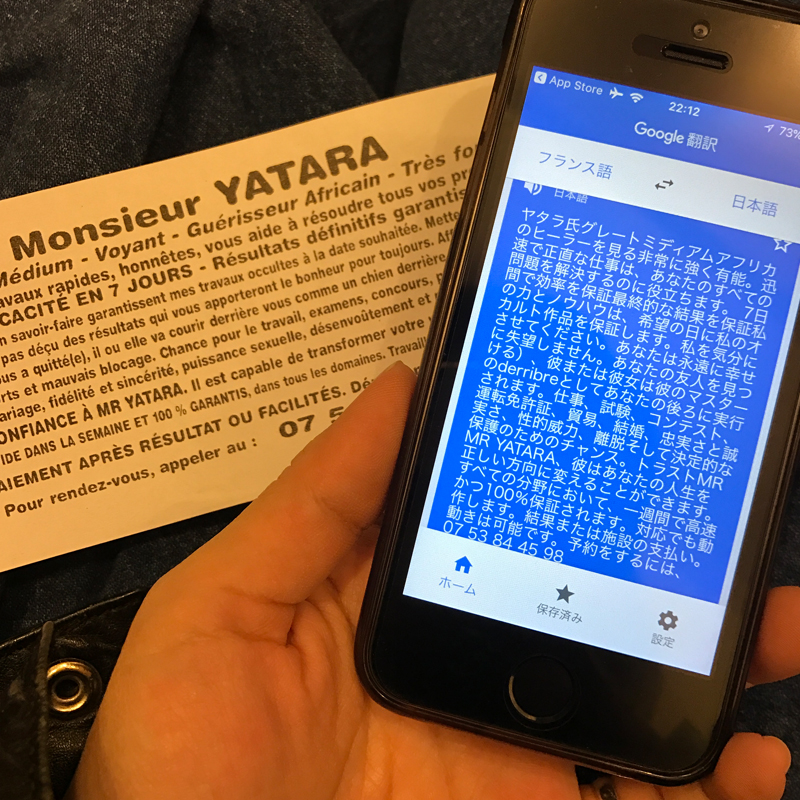 Monsieur YATARA
Médium - Voyant - Guérisseur Africain - Très fo
avaux rapides, honnêtes, vous aide à résoudre tous vos pr
CACITÉ EN 7 JOURS - Résultats définitifs garantis
n savoir-faire garantissent mes travaux occultes à la date souhaitée. Mette
pas déçu des résultats qui vous apporteront le bonheur pour toujours. Aff
us a quitté(e), il ou elle va courir derrière vous comme un chien derrière
rts et mauvais blocage. Chance pour le travail, examens, concours, p
ariage, fidélité et sincérité, puissance sexuelle, désenvoûtement et p
ONFIANCE À MR YATARA. Il est capable de transformer votre
IDE DANS LA SEMAINE ET 100 % GARANTIS, dans tous les domaines. Travail
AIEMENT APRÈS RÉSULTAT OU FACILITÉS. Dé
Pour rendez-vous, appeler au : 07 5
App Store
22:12
73%
Google 翻訳
フランス語
日本語
日本語
ヤタラ氏グレートミディアムアフリカ
のヒーラーを見る非常に強く有能。迅
速で正直な仕事は、あなたのすべての
問題を解決するのに役立ちます。 7日
間で効率を保証最終的な結果を保証私
の力とノウハウは、希望の日に私のオ
カルト作品を保証します。私を気分に
させてください。あなたは永遠に幸せ
に失望しません。あなたの友人を見つ
ける）、彼または彼女は彼のマスター
のderribreとしてあなたの後ろに実行
されます。仕事、試験、コンテスト、
運転免許証、貿易、結婚、忠実さと誠
実さ、性的威力、離脱そして決定的な
保護のためのチャンス。トラストMR
MR YATARA、彼はあなたの人生を
正しい方向に変えることができます。
すべての分野において、一週間で高速
かつ100%保証されます。対応でも動
作します。結果または施設の支払い。
動きは可能です。予約をするには、
07 53 84 45 98
ホーム
保存済み
設定